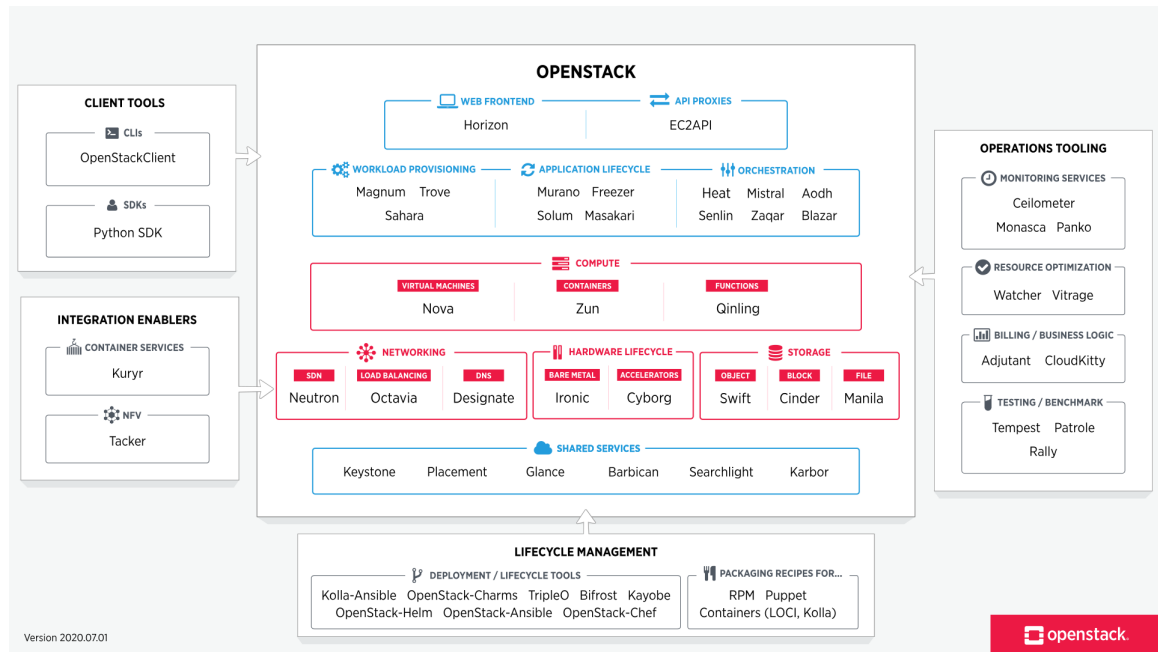 OPENSTACK
WEB FRONTEND
API PROXIES
Horizon
EC2API
WORKLOAD PROVISIONING
APPLICATION LIFECYCLE
ORCHESTRATION
Magnum Trove
Sahara
Murano Freezer
Solum Masakari
Heat Mistral Aodh
Senlin Zaqar Blazar
COMPUTE
VIRTUAL MACHINES
Nova
CONTAINERS
Zun
FUNCTIONS
Qinling
NETWORKING
SDN
Neutron
LOAD BALANCING
Octavia
DNS
Designate
HARDWARE LIFECYCLE
BARE METAL
Ironic
ACCELERATORS
Cyborg
STORAGE
OBJECT
Swift
BLOCK
Cinder
FILE
Manila
SHARED SERVICES
Keystone Placement Glance Barbican Searchlight Karbor
CLIENT TOOLS
CLIs
OpenStackClient
SDKs
Python SDK
INTEGRATION ENABLERS
CONTAINER SERVICES
Kuryr
NFV
Tacker
OPERATIONS TOOLING
MONITORING SERVICES
Ceilometer
Monasca Panko
RESOURCE OPTIMIZATION
Watcher Vitrage
BILLING / BUSINESS LOGIC
Adjutant CloudKitty
TESTING / BENCHMARK
Tempest Patrole
Rally
LIFECYCLE MANAGEMENT
DEPLOYMENT / LIFECYCLE TOOLS
Kolla-Ansible OpenStack-Charms TripleO Bifrost Kayobe
OpenStack-Helm OpenStack-Ansible OpenStack-Chef
PACKAGING RECIPES FOR...
RPM Puppet
Containers (LOCI, Kolla)
Version 2020.07.01
openstack.